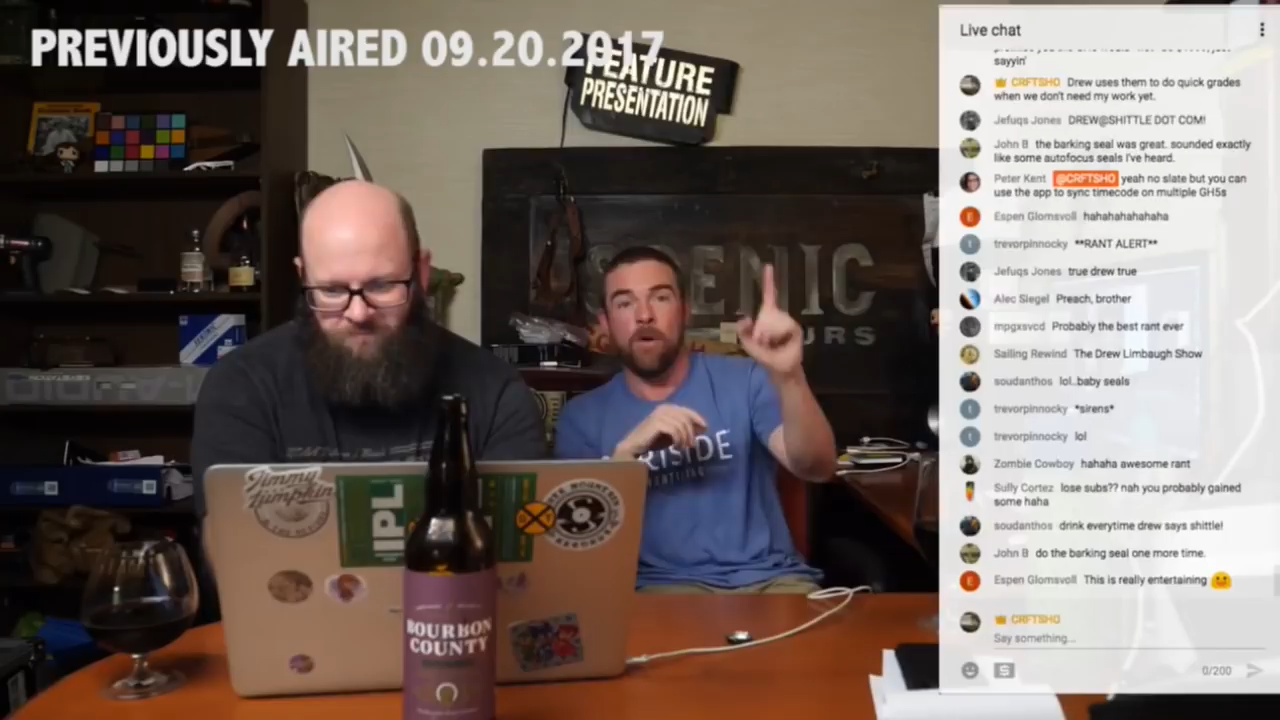 PREVIOUSLY AIRED 09.20.2017
FEATURE
PRESENTATION
SCENIC
OURS
Jimmy
Lumpkin
IPL
BOURBON
COUNTY
Live chat
sayyin'
CRFTSHO Drew uses them to do quick grades
when we don't need my work yet.
Jefuqs Jones DREW@SHITTLE DOT COM!
John B the barking seal was great. sounded exactly
like some autofocus seals I've heard.
Peter Kent @CRFTSHO yeah no slate but you can
use the app to sync timecode on multiple GH5s
Espen Glomsvoll hahahahahahaha
trevorpinnocky **RANT ALERT**
Jefuqs Jones true drew true
Alec Siegel Preach, brother
mpgxsvcd Probably the best rant ever
Sailing Rewind The Drew Limbaugh Show
soudanthos lol..baby seals
trevorpinnocky *sirens*
trevorpinnocky lol
Zombie Cowboy hahaha awesome rant
Sully Cortez lose subs?? nah you probably gained
some haha
soudanthos drink everytime drew says shittle!
John B do the barking seal one more time.
Espen Glomsvoll This is really entertaining
CRFTSHO
Say something...
0/200